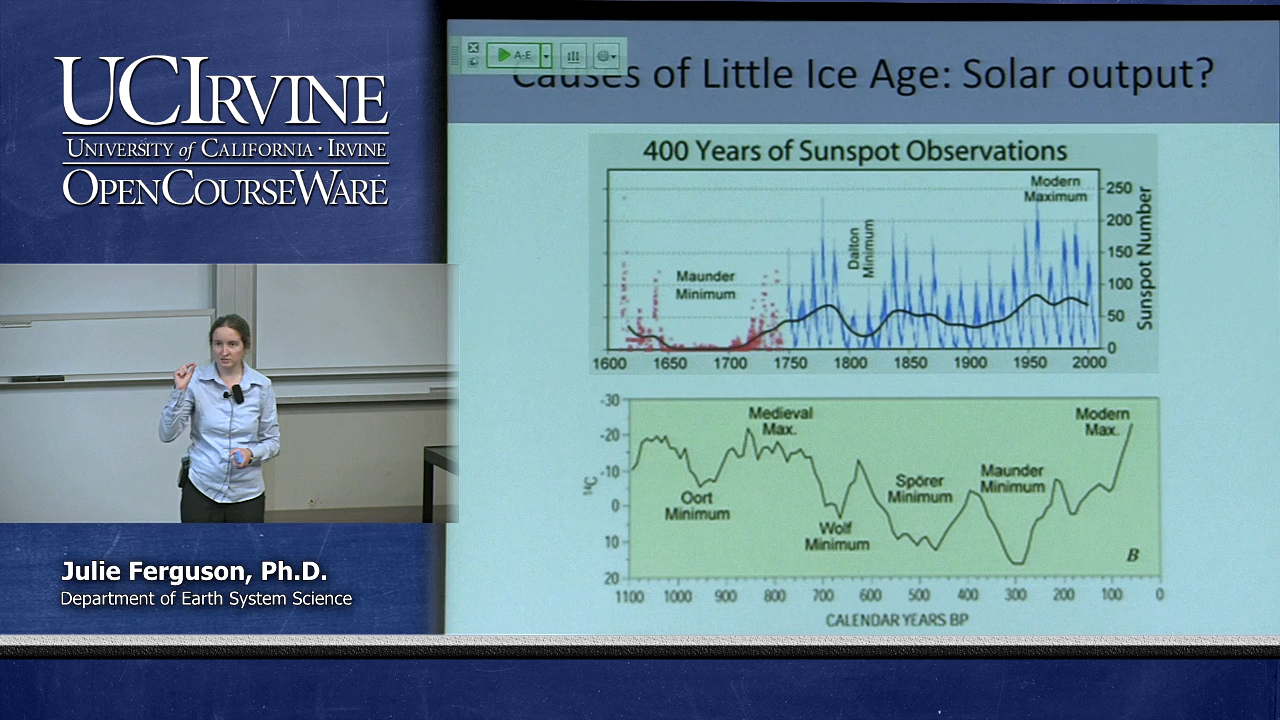 UCIRVINE
UNIVERSITY of CALIFORNIA · IRVINE
OPENCOURSEWARE
Julie Ferguson, Ph.D.
Department of Earth System Science
A-E
Causes of Little Ice Age: Solar output?
400 Years of Sunspot Observations
Modern
Maximum
Dalton
Minimum
Maunder
Minimum
250
200
150
100
50
0
Sunspot Number
1600 1650 1700 1750 1800 1850 1900 1950 2000
-30
-20
-10
0
10
20
¹⁴C
Medieval
Max.
Modern
Max.
Oort
Minimum
Wolf
Minimum
Spörer
Minimum
Maunder
Minimum
B
1100 1000 900 800 700 600 500 400 300 200 100 0
CALENDAR YEARS BP